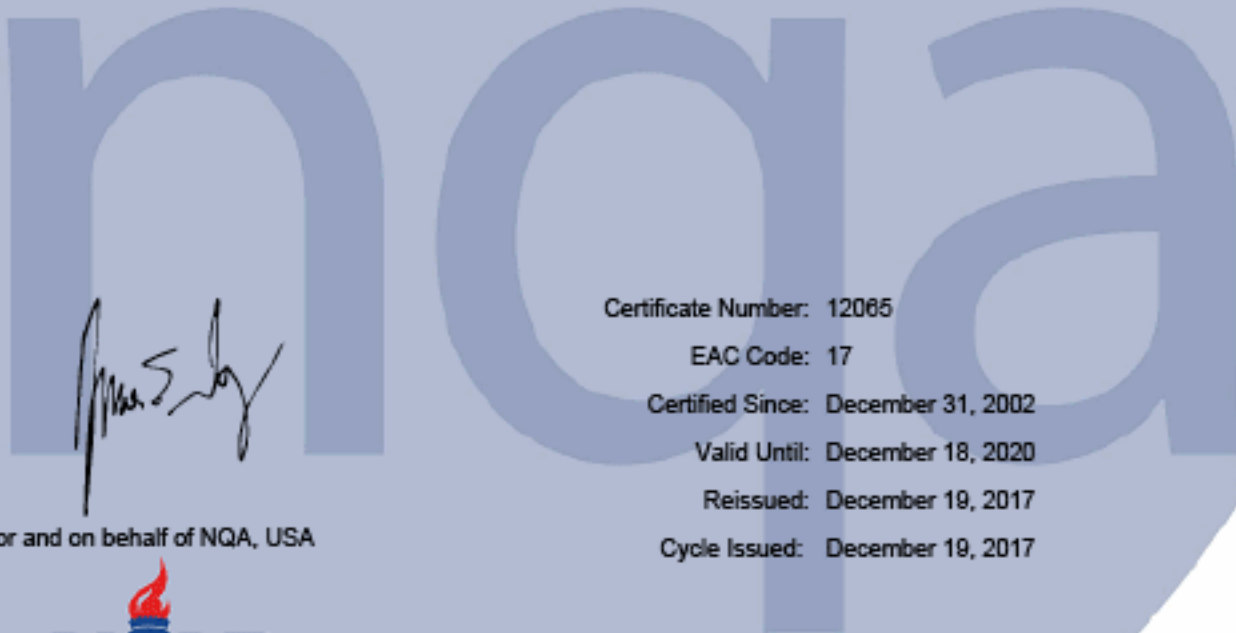 nqa
Certificate Number: 12065
EAC Code: 17
Certified Since: December 31, 2002
Valid Until: December 18, 2020
Reissued: December 19, 2017
Cycle Issued: December 19, 2017
and on behalf of NQA, USA